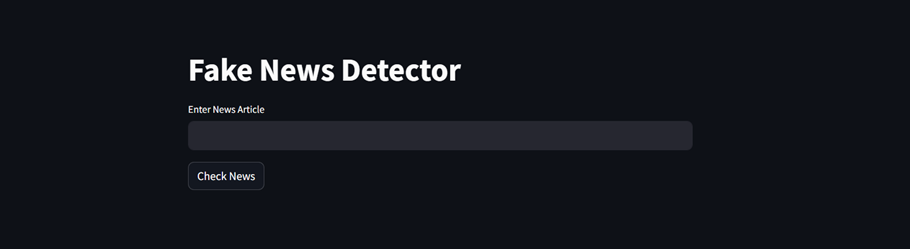 Fake News Detector
Enter News Article
Check News